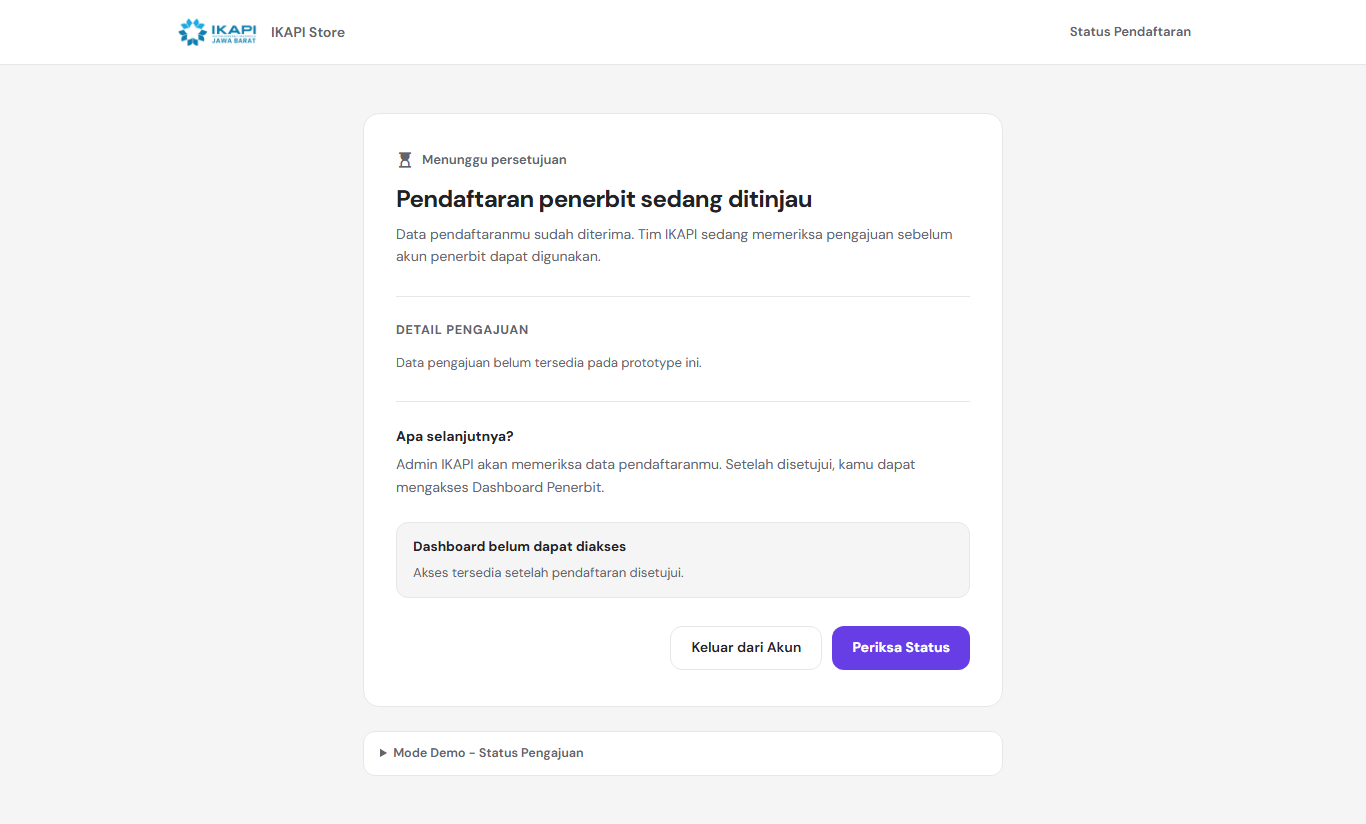 IKAPI
JAWA BARAT
IKAPI Store
Status Pendaftaran
Menunggu persetujuan
Pendaftaran penerbit sedang ditinjau
Data pendaftaranmu sudah diterima. Tim IKAPI sedang memeriksa pengajuan sebelum
akun penerbit dapat digunakan.
DETAIL PENGAJUAN
Data pengajuan belum tersedia pada prototype ini.
Apa selanjutnya?
Admin IKAPI akan memeriksa data pendaftaranmu. Setelah disetujui, kamu dapat
mengakses Dashboard Penerbit.
Dashboard belum dapat diakses
Akses tersedia setelah pendaftaran disetujui.
Keluar dari Akun
Periksa Status
Mode Demo - Status Pengajuan